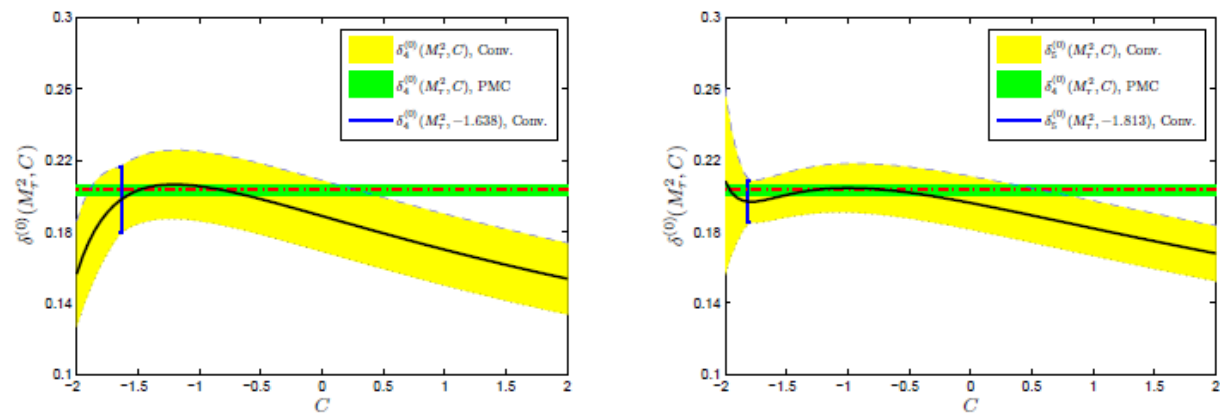 0.3
0.26
0.22
0.18
0.14
0.1
δ^(0)(M_τ^2, C)
δ_4^(0)(M_τ^2, C), Conv.
δ_4^(0)(M_τ^2, C), PMC
δ_4^(0)(M_τ^2, −1.638), Conv.
−2 −1.5 −1 −0.5 0 0.5 1 1.5 2
C
0.3
0.26
0.22
0.18
0.14
0.1
δ^(0)(M_τ^2, C)
δ_5^(0)(M_τ^2, C), Conv.
δ_4^(0)(M_τ^2, C), PMC
δ_5^(0)(M_τ^2, −1.813), Conv.
−2 −1.5 −1 −0.5 0 0.5 1 1.5 2
C